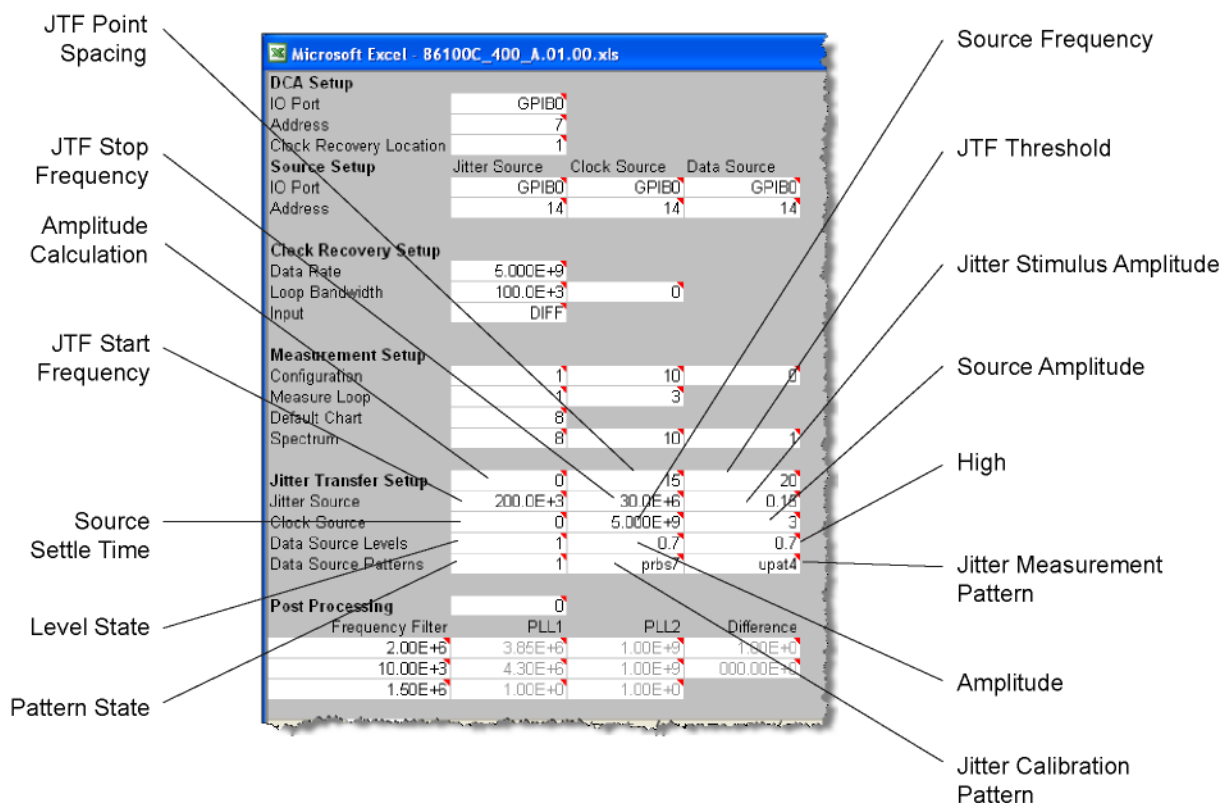 JTF Point
Spacing
JTF Stop
Frequency
Amplitude
Calculation
JTF Start
Frequency
Source
Settle Time
Level State
Pattern State
Microsoft Excel - 86100C_400_A.01.00.xls
DCA Setup
IO Port GPIB0
Address 7
Clock Recovery Location 1
Source Setup Jitter Source Clock Source Data Source
IO Port GPIB0 GPIB0 GPIB0
Address 14 14 14
Clock Recovery Setup
Data Rate 5.000E+9
Loop Bandwidth 100.0E+3 0
Input DIFF
Measurement Setup
Configuration 1 10 0
Measure Loop 1 3
Default Chart 8
Spectrum 8 10 1
Jitter Transfer Setup 0 15 20
Jitter Source 200.0E+3 30.0E+6 0.18
Clock Source 0 5.000E+9 3
Data Source Levels 1 0.7 0.7
Data Source Patterns 1 prbs7 upat4
Post Processing 0
Frequency Filter PLL1 PLL2 Difference
2.00E+6 3.85E+6 1.00E+9 1.00E+0
10.00E+3 4.30E+6 1.00E+9 000.00E+0
1.50E+6 1.00E+0 1.00E+0
Source Frequency
JTF Threshold
Jitter Stimulus Amplitude
Source Amplitude
High
Jitter Measurement
Pattern
Amplitude
Jitter Calibration
Pattern